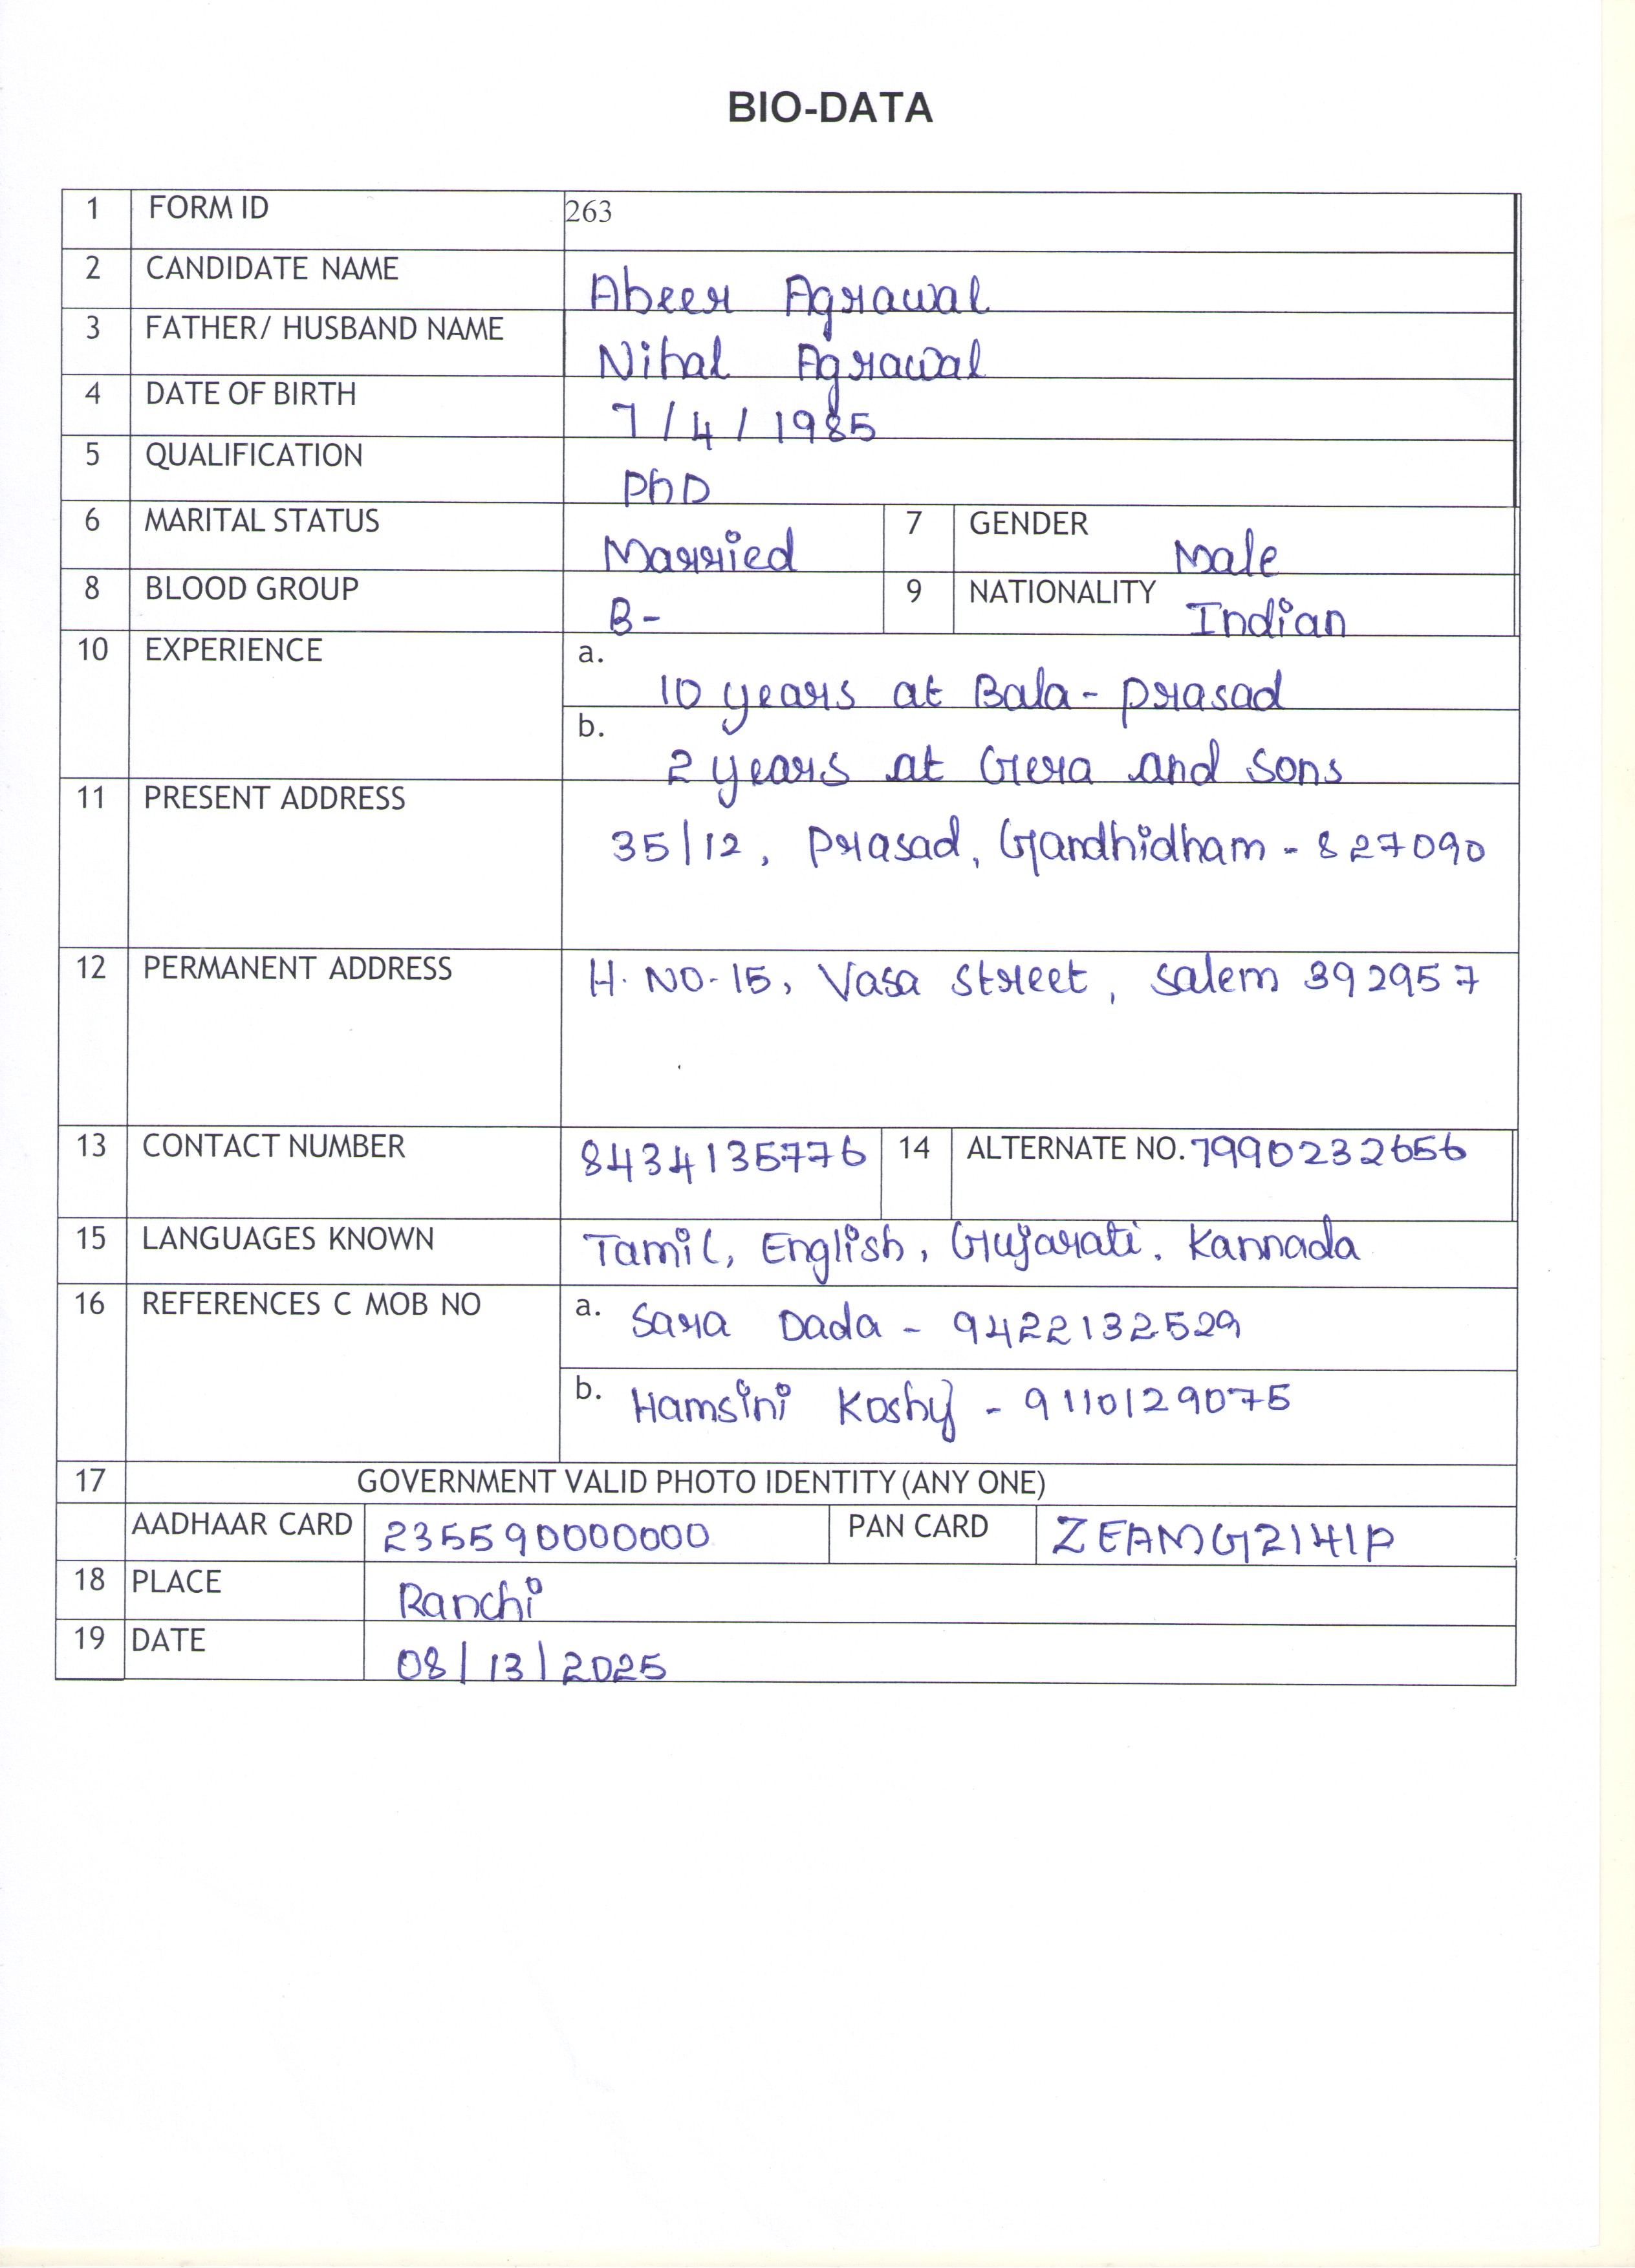 BIO-DATA
1 FORM ID 263
2 CANDIDATE NAME Abeer Agrawal
3 FATHER/ HUSBAND NAME Nihal Agrawal
4 DATE OF BIRTH 7/4/1985
5 QUALIFICATION PhD
6 MARITAL STATUS Married 7 GENDER Male
8 BLOOD GROUP B- 9 NATIONALITY Indian
10 EXPERIENCE a. 10 years at Bala-prasad
b. 2 years at Gera and Sons
11 PRESENT ADDRESS 35/12, Prasad, Gandhidham - 827090
12 PERMANENT ADDRESS H. NO-15, Vasa Street, Salem 392957
13 CONTACT NUMBER 8434135776 14 ALTERNATE NO. 7990232656
15 LANGUAGES KNOWN Tamil, English, Gujarati, Kannada
16 REFERENCES C MOB NO a. Sara Dada - 9422132529
b. Hamsini Koshy - 9110129075
17 GOVERNMENT VALID PHOTO IDENTITY (ANY ONE)
AADHAAR CARD 235590000000 PAN CARD ZEAMG2141P
18 PLACE Ranchi
19 DATE 08/13/2025